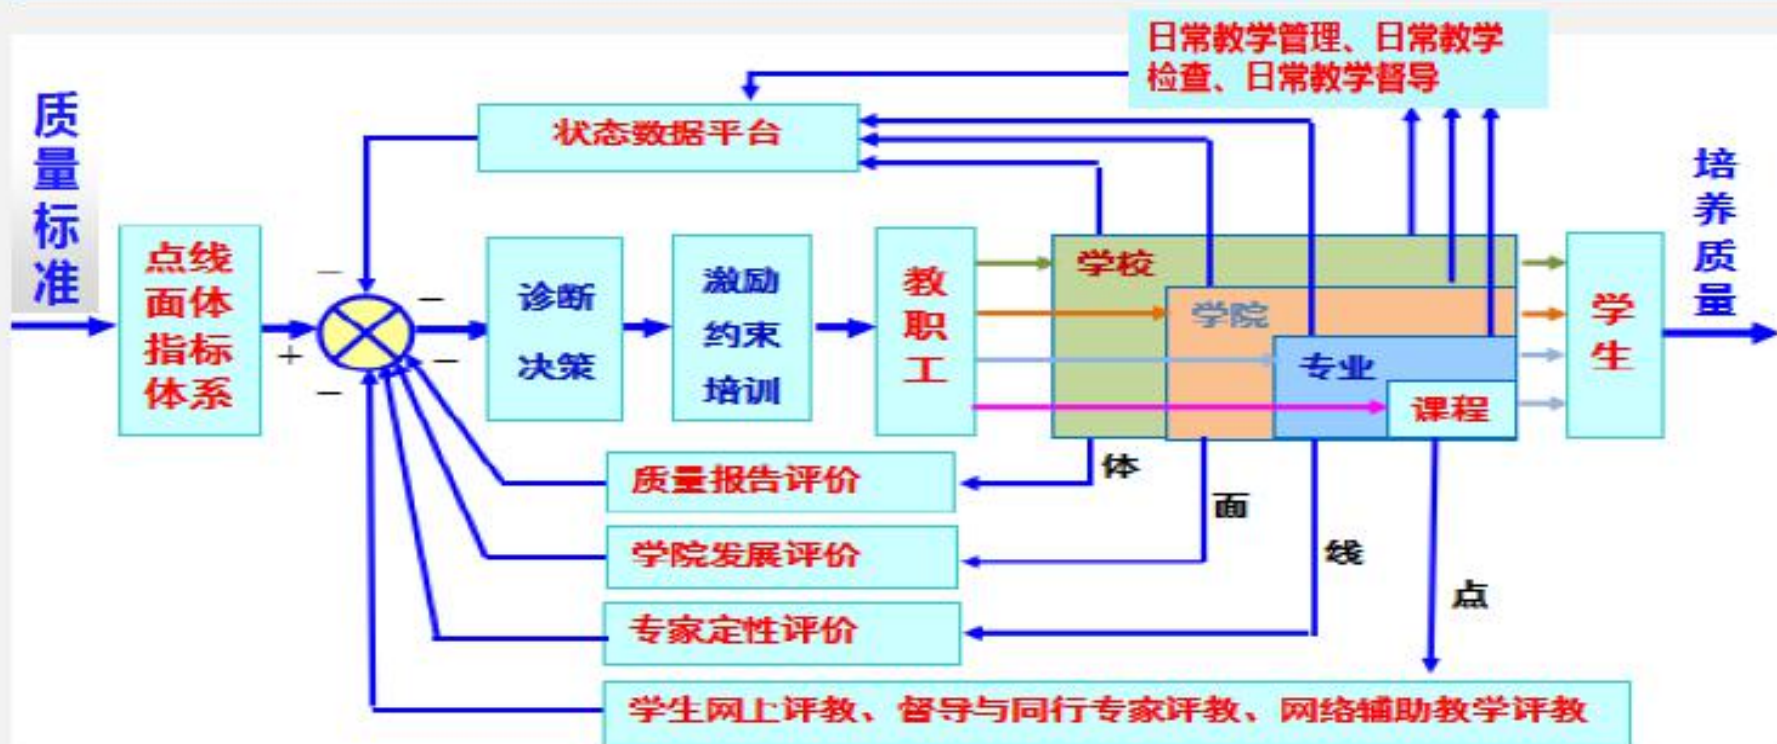 日常教学管理、日常教学
检查、日常教学督导
质
量
标
准
状态数据平台
培
养
质
量
点线
面体
指标
体系
+
−
−
−
−
诊断
决策
激励
约束
培训
教
职
工
学校
学院
专业
课程
学
生
体
面
线
点
质量报告评价
学院发展评价
专家定性评价
学生网上评教、督导与同行专家评教、网络辅助教学评教